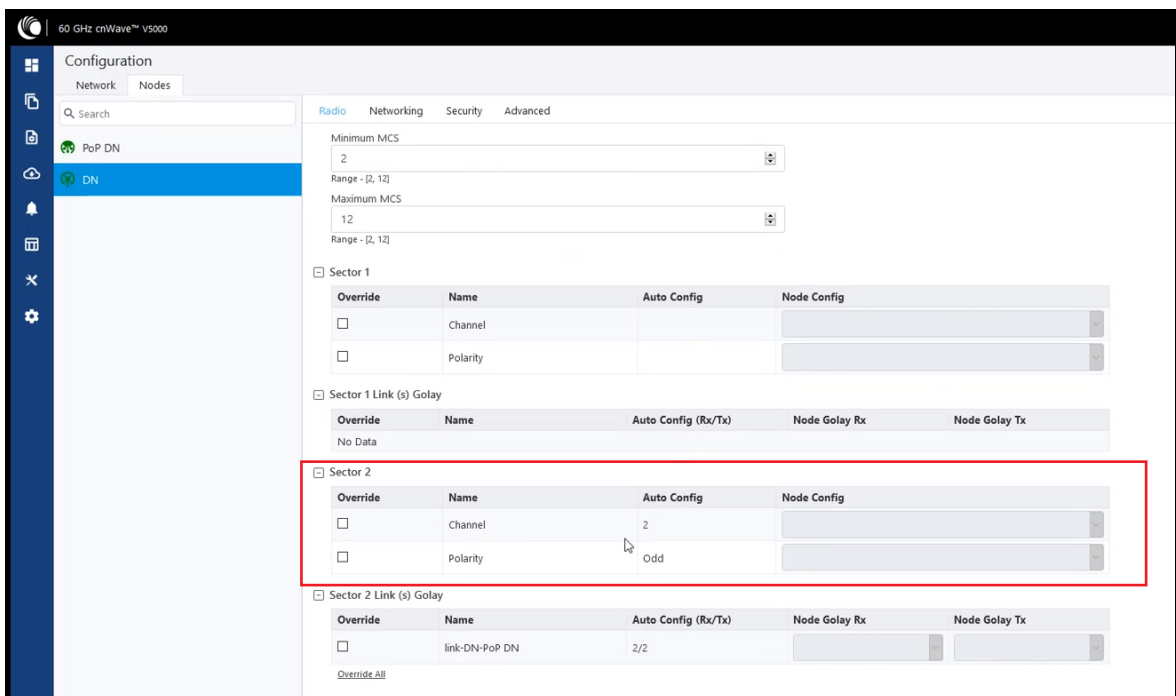 60 GHz cnWave™ V5000
Configuration
Network Nodes
Search
Radio Networking Security Advanced
PoP DN
DN
Minimum MCS
2
Range - [2, 12]
Maximum MCS
12
Range - [2, 12]
Sector 1
Override Name Auto Config Node Config
Channel
Polarity
Sector 1 Link (s) Golay
Override Name Auto Config (Rx/Tx) Node Golay Rx Node Golay Tx
No Data
Sector 2
Override Name Auto Config Node Config
Channel 2
Polarity Odd
Sector 2 Link (s) Golay
Override Name Auto Config (Rx/Tx) Node Golay Rx Node Golay Tx
link-DN-PoP DN 2/2
Override All